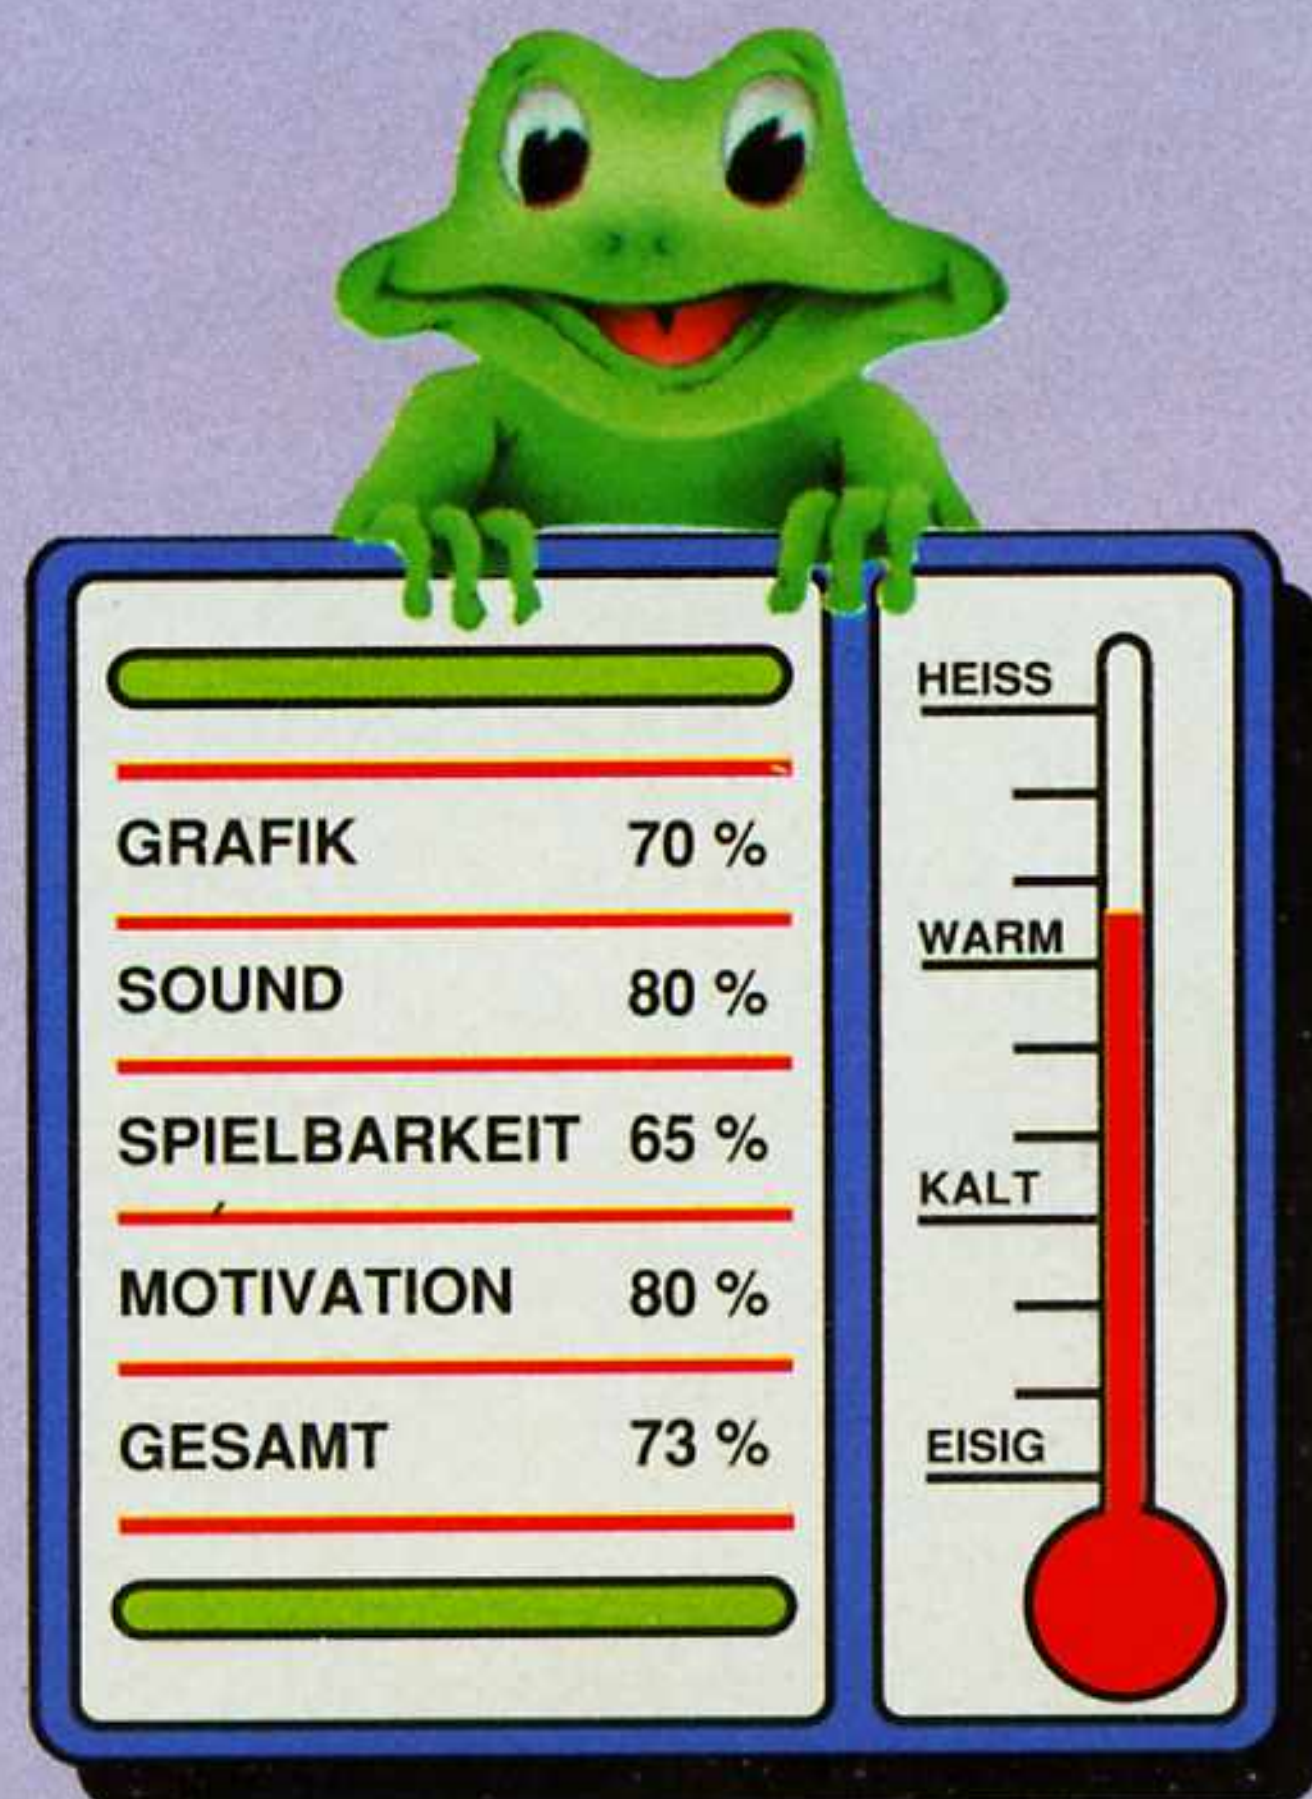 GRAFIK 70 %
SOUND 80 %
SPIELBARKEIT 65 %
MOTIVATION 80 %
GESAMT 73 %
HEISS
WARM
KALT
EISIG